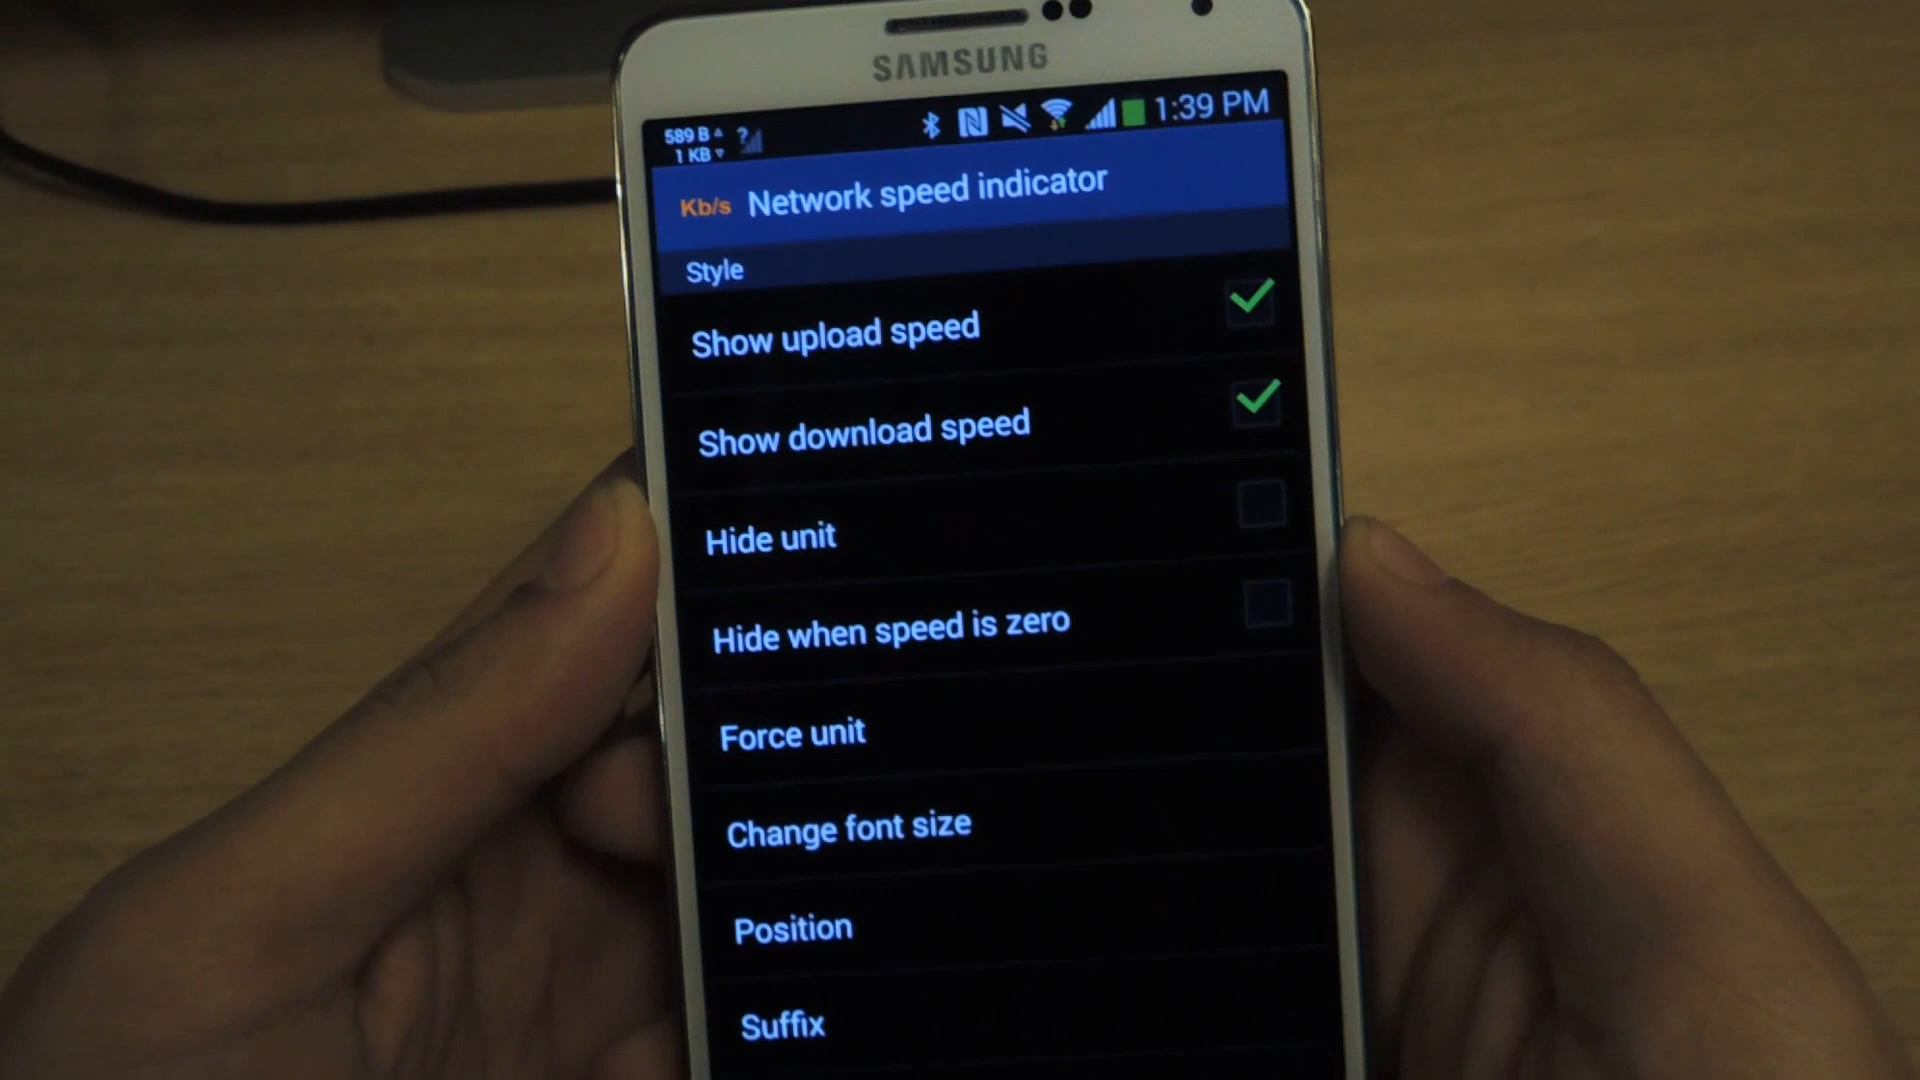 SAMSUNG
589 B
1 KB
?
1:39 PM
Kb/s Network speed indicator
Style
Show upload speed
Show download speed
Hide unit
Hide when speed is zero
Force unit
Change font size
Position
Suffix